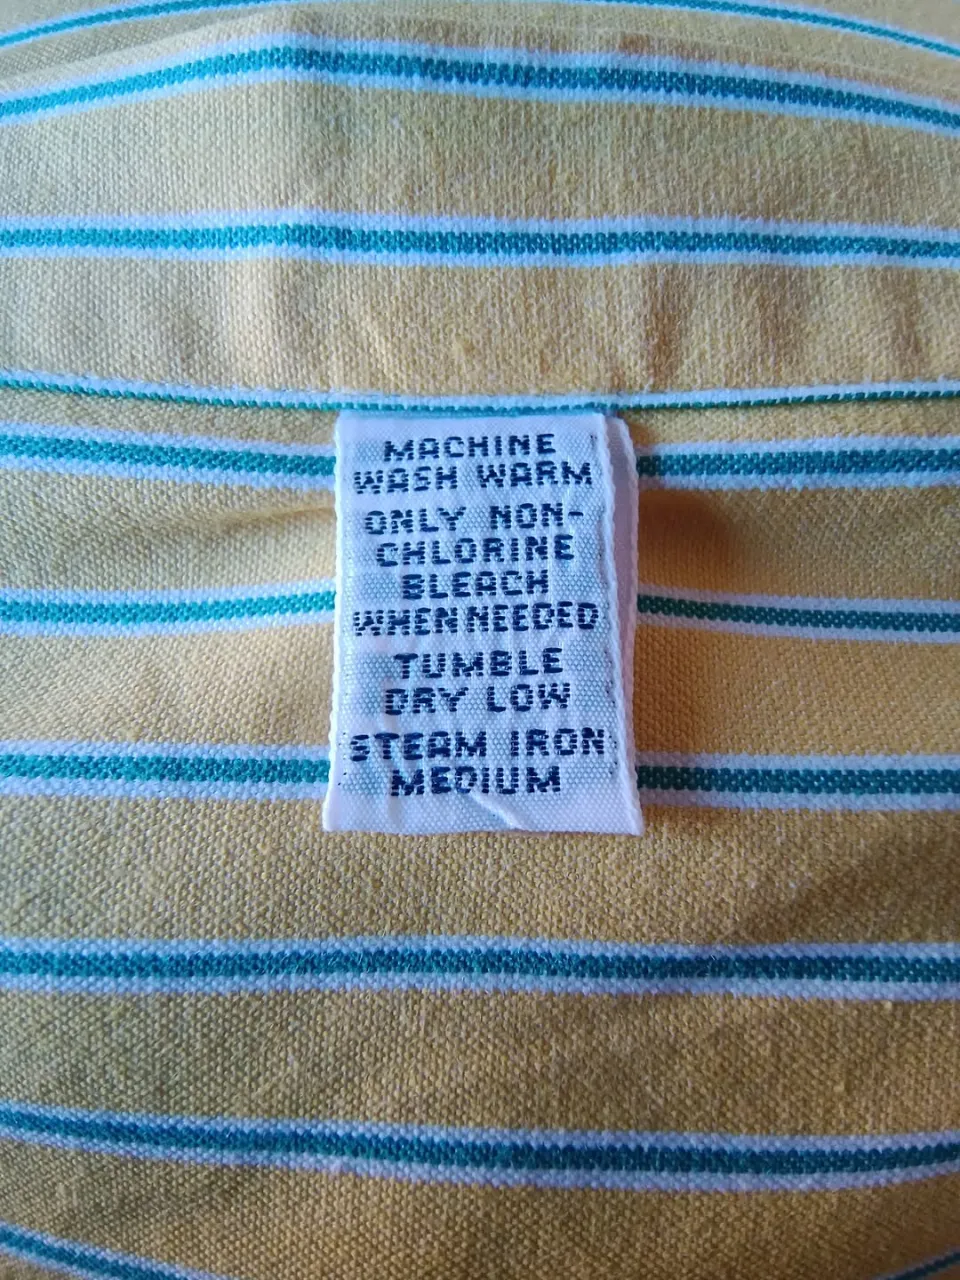 MACHINE
WASH WARM
ONLY NON-
CHLORINE
BLEACH
WHEN NEEDED
TUMBLE
DRY LOW
STEAM IRON
MEDIUM